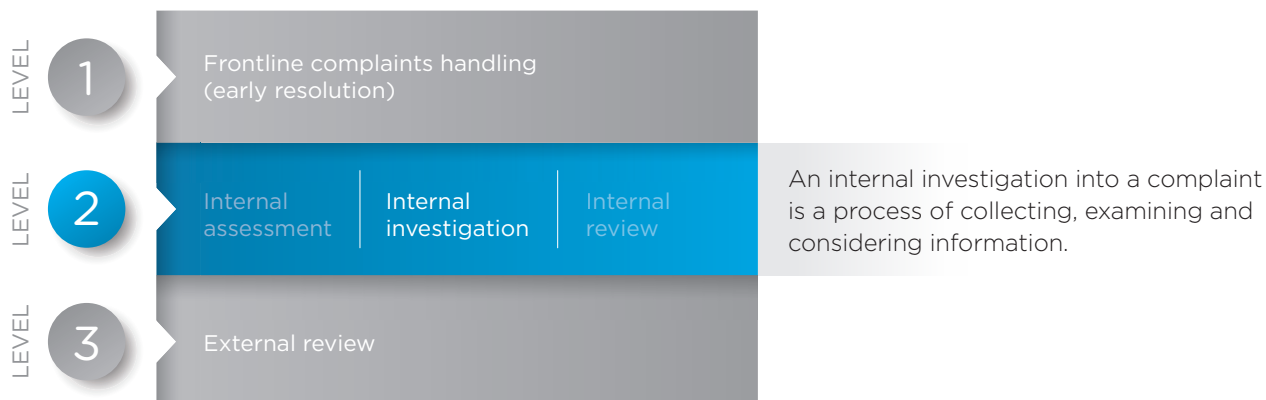 LEVEL
1
Frontline complaints handling
(early resolution)
LEVEL
2
Internal
assessment
Internal
investigation
Internal
review
An internal investigation into a complaint
is a process of collecting, examining and
considering information.
LEVEL
3
External review